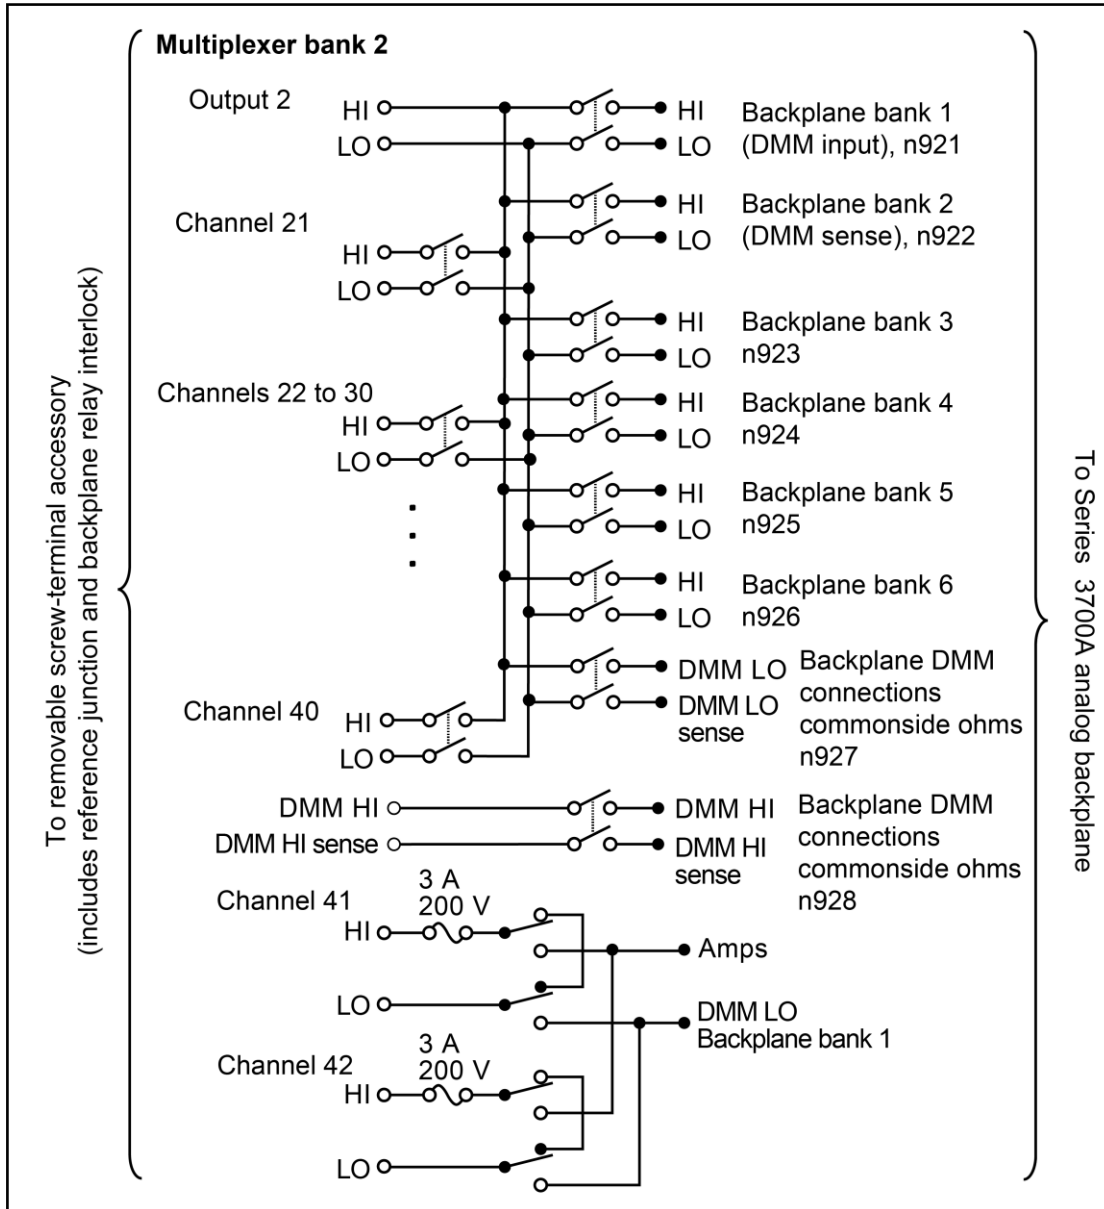 Multiplexer bank 2
Output 2
HI
LO
HI
LO
Backplane bank 1
(DMM input), n921
HI
LO
Backplane bank 2
(DMM sense), n922
Channel 21
HI
LO
HI
LO
Backplane bank 3
n923
Channels 22 to 30
HI
LO
HI
LO
Backplane bank 4
n924
HI
LO
Backplane bank 5
n925
HI
LO
Backplane bank 6
n926
DMM LO
DMM LO
sense
Backplane DMM
connections
commonside ohms
n927
Channel 40
HI
LO
DMM HI
DMM HI sense
DMM HI
DMM HI
sense
Backplane DMM
connections
commonside ohms
n928
Channel 41
3 A
200 V
HI
LO
Amps
DMM LO
Backplane bank 1
Channel 42
3 A
200 V
HI
LO
To removable screw-terminal accessory
(includes reference junction and backplane relay interlock)
To Series 3700A analog backplane